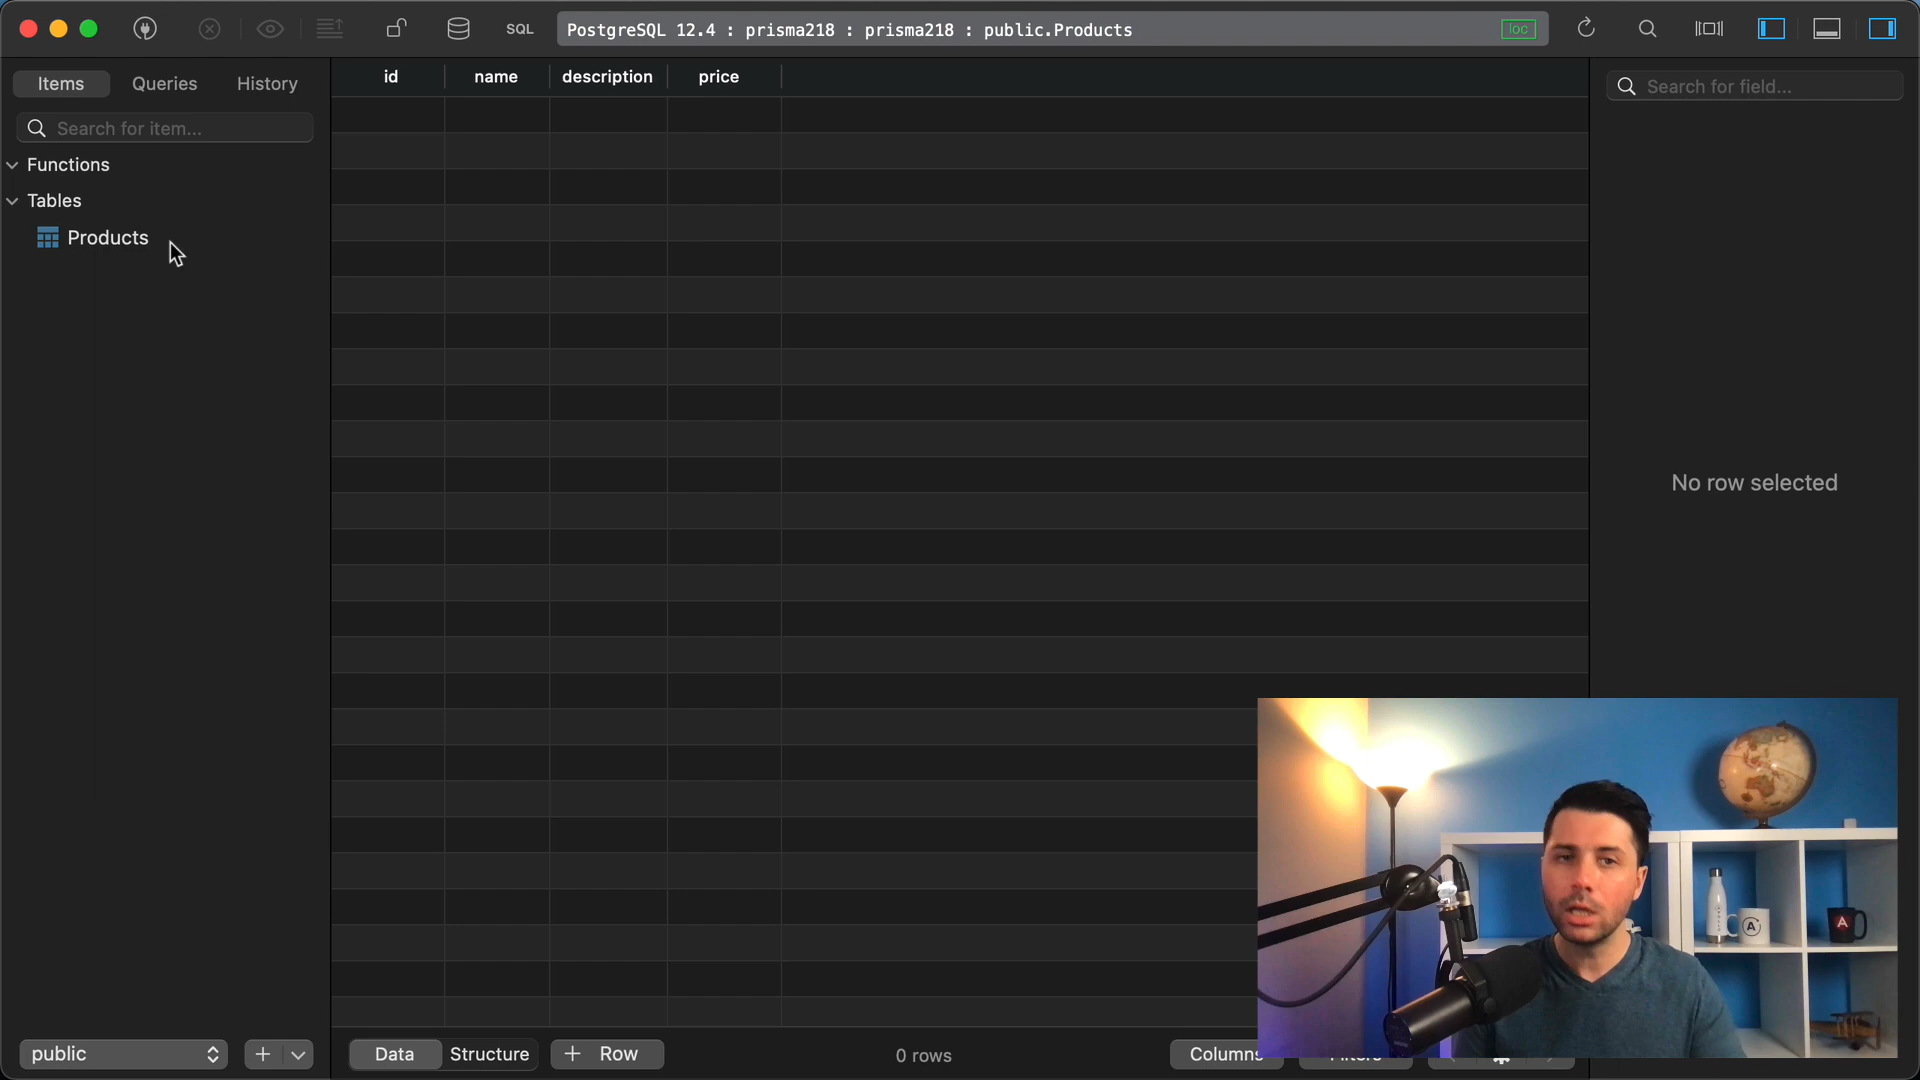 SQL
PostgreSQL 12.4 : prisma218 : prisma218 : public.Products
loc
Items
Queries
History
id
name
description
price
Search for field...
Search for item...
Functions
Tables
Products
No row selected
A
A
public
Data
Structure
+ Row
0 rows
Columns
Filters